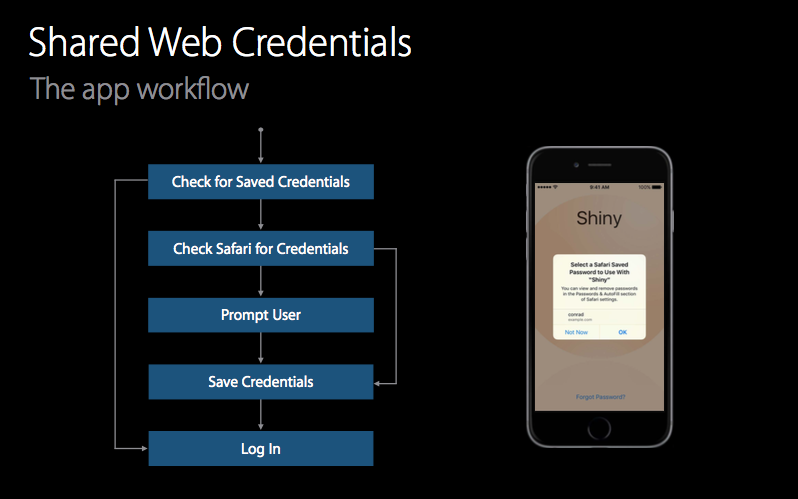 Shared Web Credentials
The app workflow
Check for Saved Credentials
Check Safari for Credentials
Prompt User
Save Credentials
Log In
9:41 AM
100%
Shiny
Select a Safari Saved
Password to Use With
"Shiny"
You can view and remove passwords
in the Passwords & AutoFill section
of Safari settings.
conrad
example.com
Not Now
OK
Forgot Password?